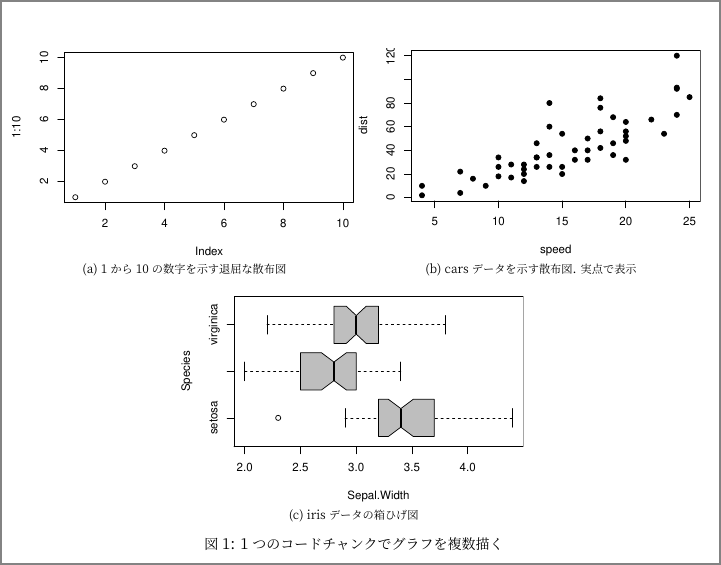 1:10
10
8
6
4
2
2 4 6 8 10
Index
(a) 1 から 10 の数字を示す退屈な散布図
dist
120
80
60
40
20
0
5 10 15 20 25
speed
(b) cars データを示す散布図. 実点で表示
Species
virginica
setosa
2.0 2.5 3.0 3.5 4.0
Sepal.Width
(c) iris データの箱ひげ図
図 1: 1 つのコードチャンクでグラフを複数描く